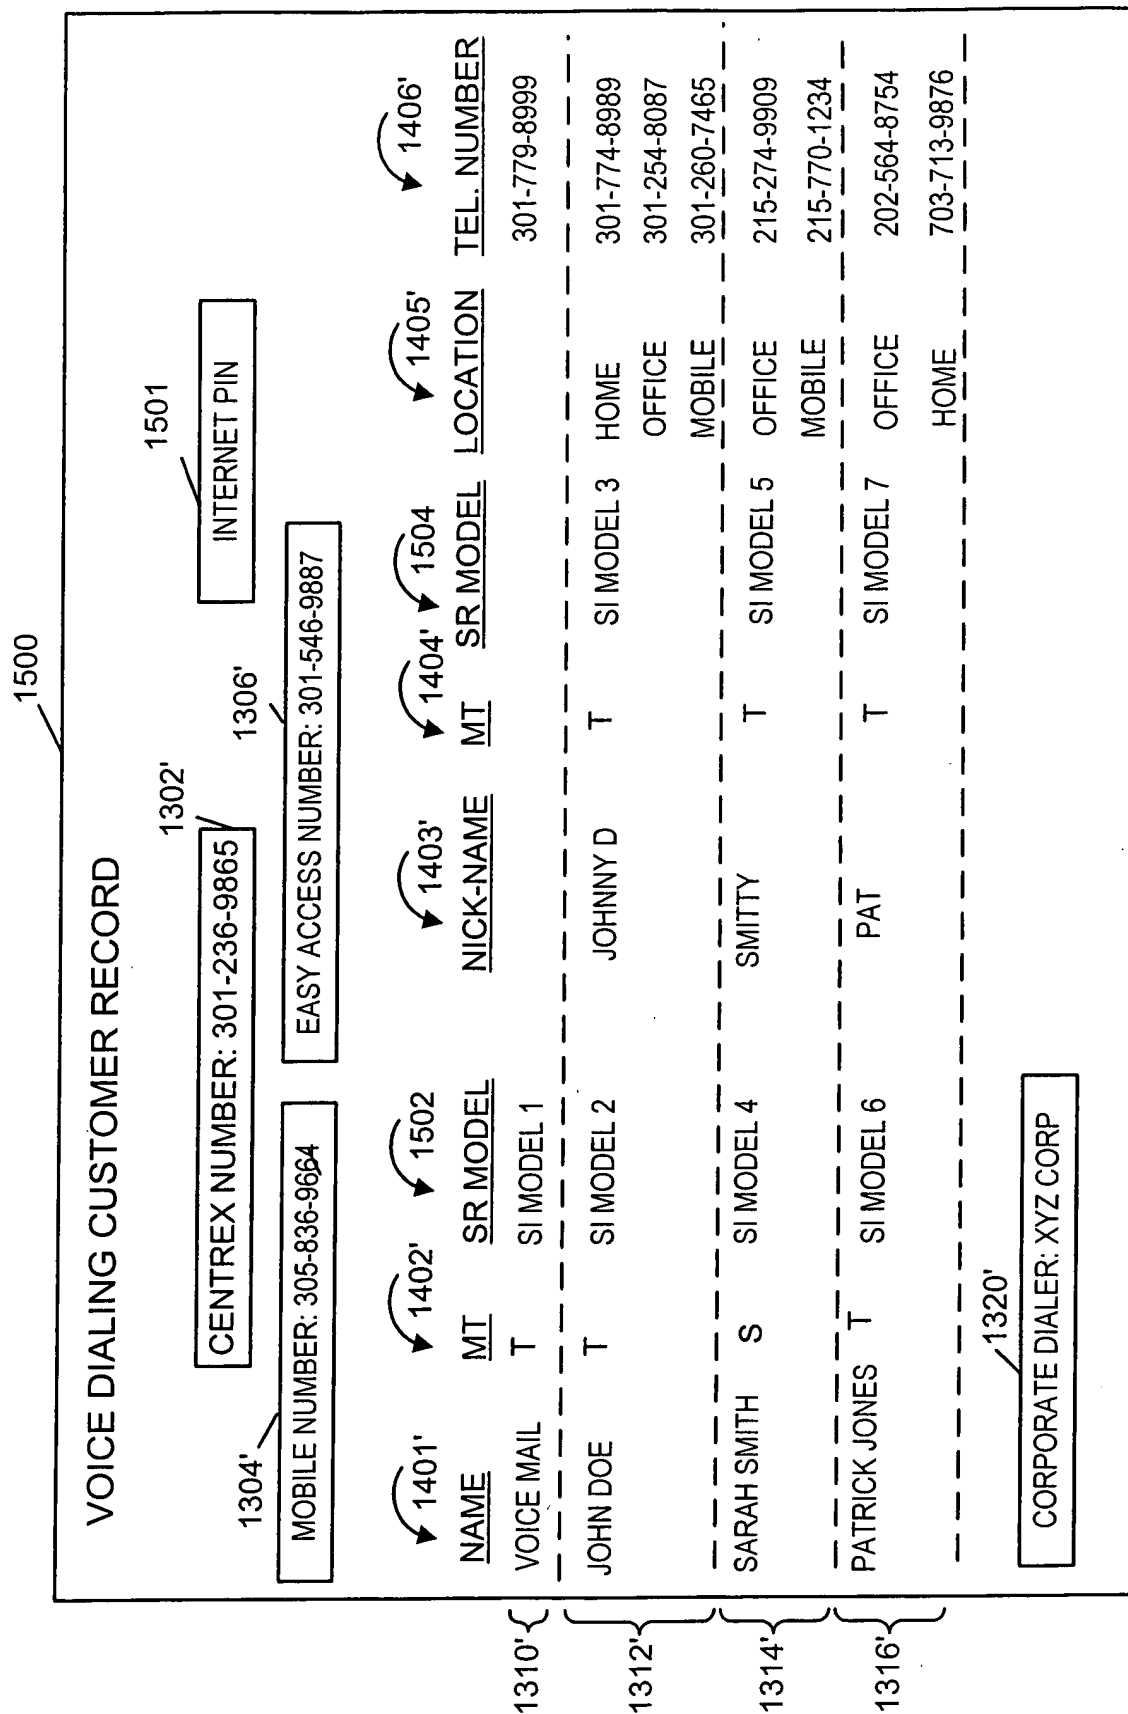 1500
VOICE DIALING CUSTOMER RECORD
1302'
1501
CENTREX NUMBER: 301-236-9865
INTERNET PIN
1304'
1306'
MOBILE NUMBER: 305-836-9664
EASY ACCESS NUMBER: 301-546-9887
1401' 1402' 1502 1403' 1404' 1504 1405' 1406'
NAME MT SR MODEL NICK-NAME MT SR MODEL LOCATION TEL. NUMBER
1310' VOICE MAIL T SI MODEL 1 301-779-8999
1312' JOHN DOE T SI MODEL 2 JOHNNY D T SI MODEL 3 HOME 301-774-8989
OFFICE 301-254-8087
MOBILE 301-260-7465
1314' SARAH SMITH S SI MODEL 4 SMITTY T SI MODEL 5 OFFICE 215-274-9909
MOBILE 215-770-1234
1316' PATRICK JONES T SI MODEL 6 PAT T SI MODEL 7 OFFICE 202-564-8754
HOME 703-713-9876
1320'
CORPORATE DIALER: XYZ CORP